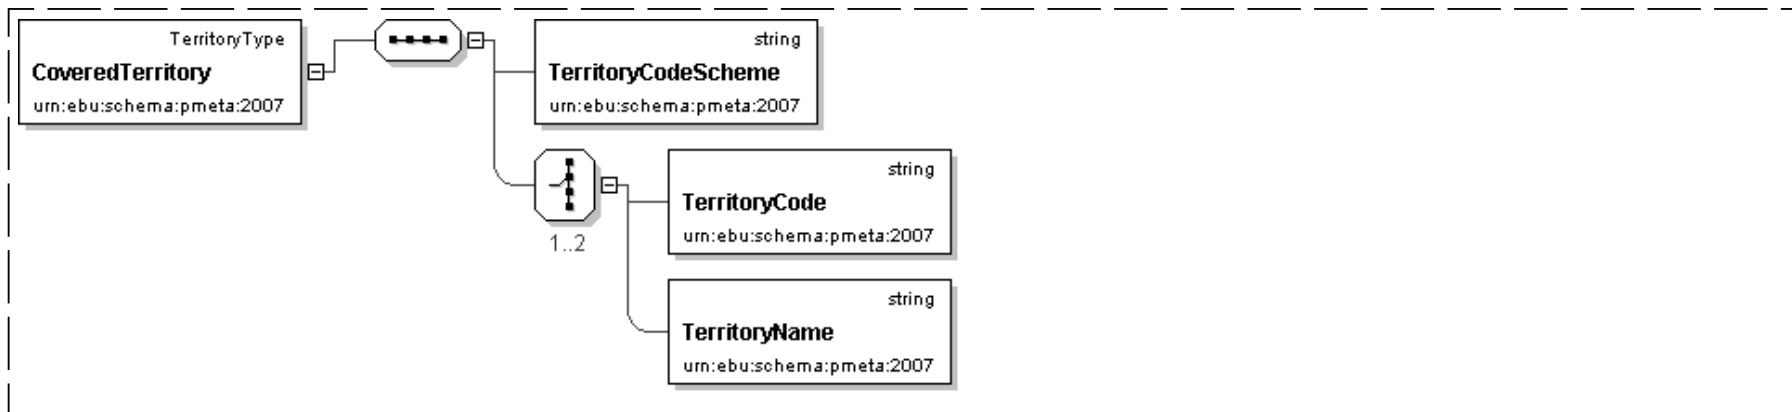 TerritoryType
CoveredTerritory
urn:ebu:schema:pmeta:2007
string
TerritoryCodeScheme
urn:ebu:schema:pmeta:2007
1..2
string
TerritoryCode
urn:ebu:schema:pmeta:2007
string
TerritoryName
urn:ebu:schema:pmeta:2007